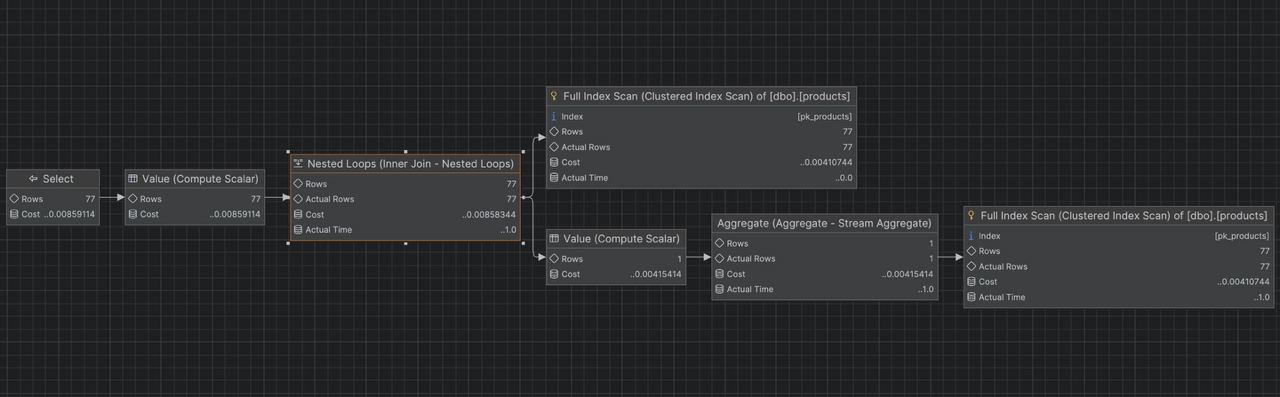 Select
Rows 77
Cost ..0.00859114
Value (Compute Scalar)
Rows 77
Cost ..0.00859114
Nested Loops (Inner Join - Nested Loops)
Rows 77
Actual Rows 77
Cost ..0.00858344
Actual Time ..1.0
Full Index Scan (Clustered Index Scan) of [dbo].[products]
Index [pk_products]
Rows 77
Actual Rows 77
Cost ..0.00410744
Actual Time ..0.0
Value (Compute Scalar)
Rows 1
Cost ..0.00415414
Aggregate (Aggregate - Stream Aggregate)
Rows 1
Actual Rows 1
Cost ..0.00415414
Actual Time ..1.0
Full Index Scan (Clustered Index Scan) of [dbo].[products]
Index [pk_products]
Rows 77
Actual Rows 77
Cost ..0.00410744
Actual Time ..1.0